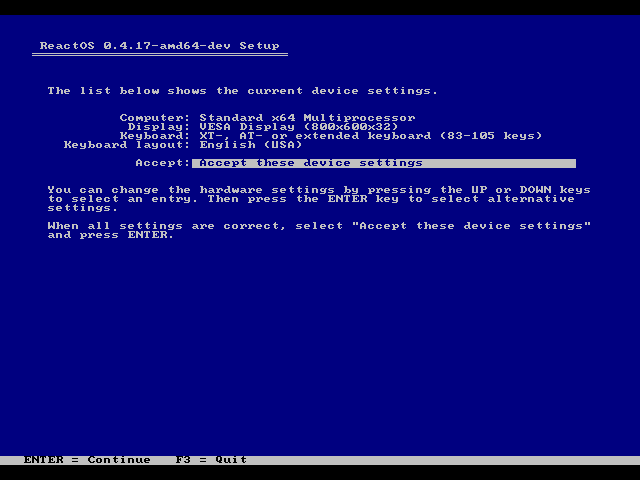 ReactOS 0.4.17-amd64-dev Setup
The list below shows the current device settings.
Computer: Standard x64 Multiprocessor
Display: VESA Display (800x600x32)
Keyboard: XT-, AT- or extended keyboard (83-105 keys)
Keyboard layout: English (USA)
Accept: Accept these device settings
You can change the hardware settings by pressing the UP or DOWN keys
to select an entry. Then press the ENTER key to select alternative
settings.
When all settings are correct, select "Accept these device settings"
and press ENTER.
ENTER = Continue   F3 = Quit